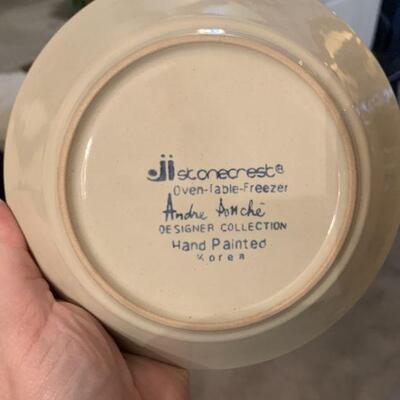 Ji stonecrest®
Oven-Table-Freezer
Andre Ponché
DESIGNER COLLECTION
Hand Painted
Korea